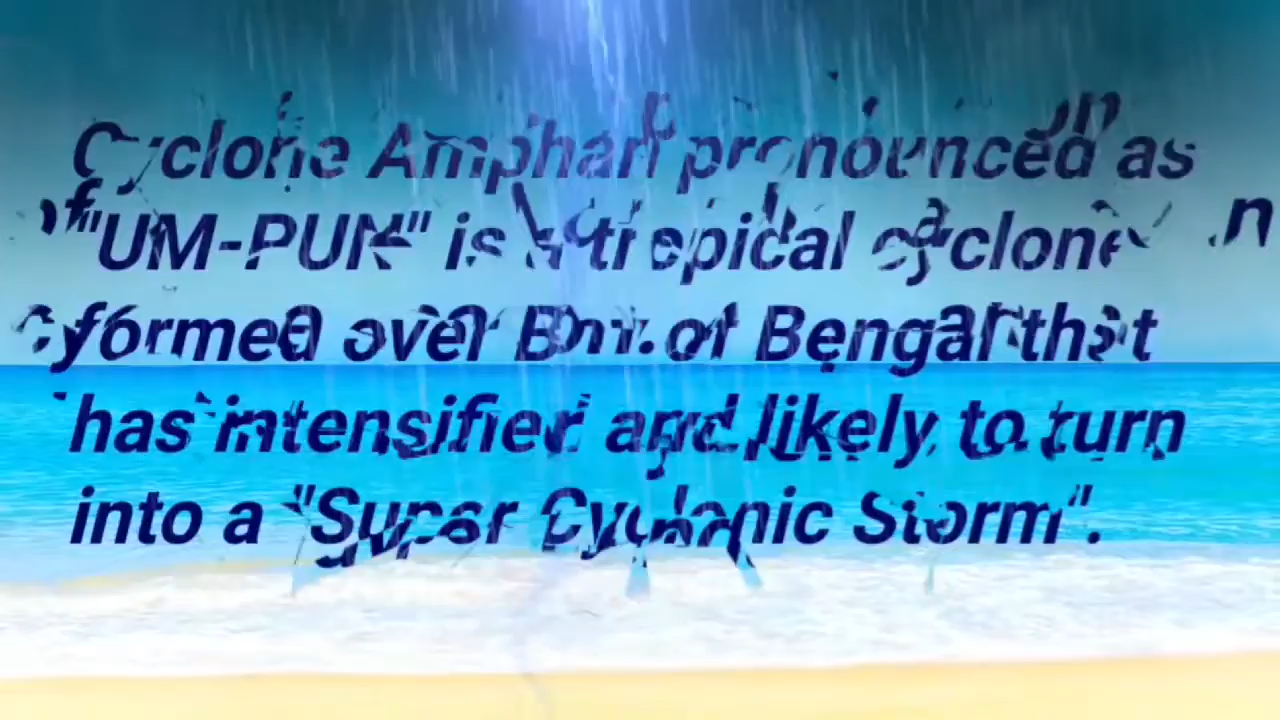 Cyclone Amphan pronounced as
"UM-PUN" is a tropical cyclone
formed over Bay of Bengal that
has intensified and likely to turn
into a "Super Cyclonic Storm".